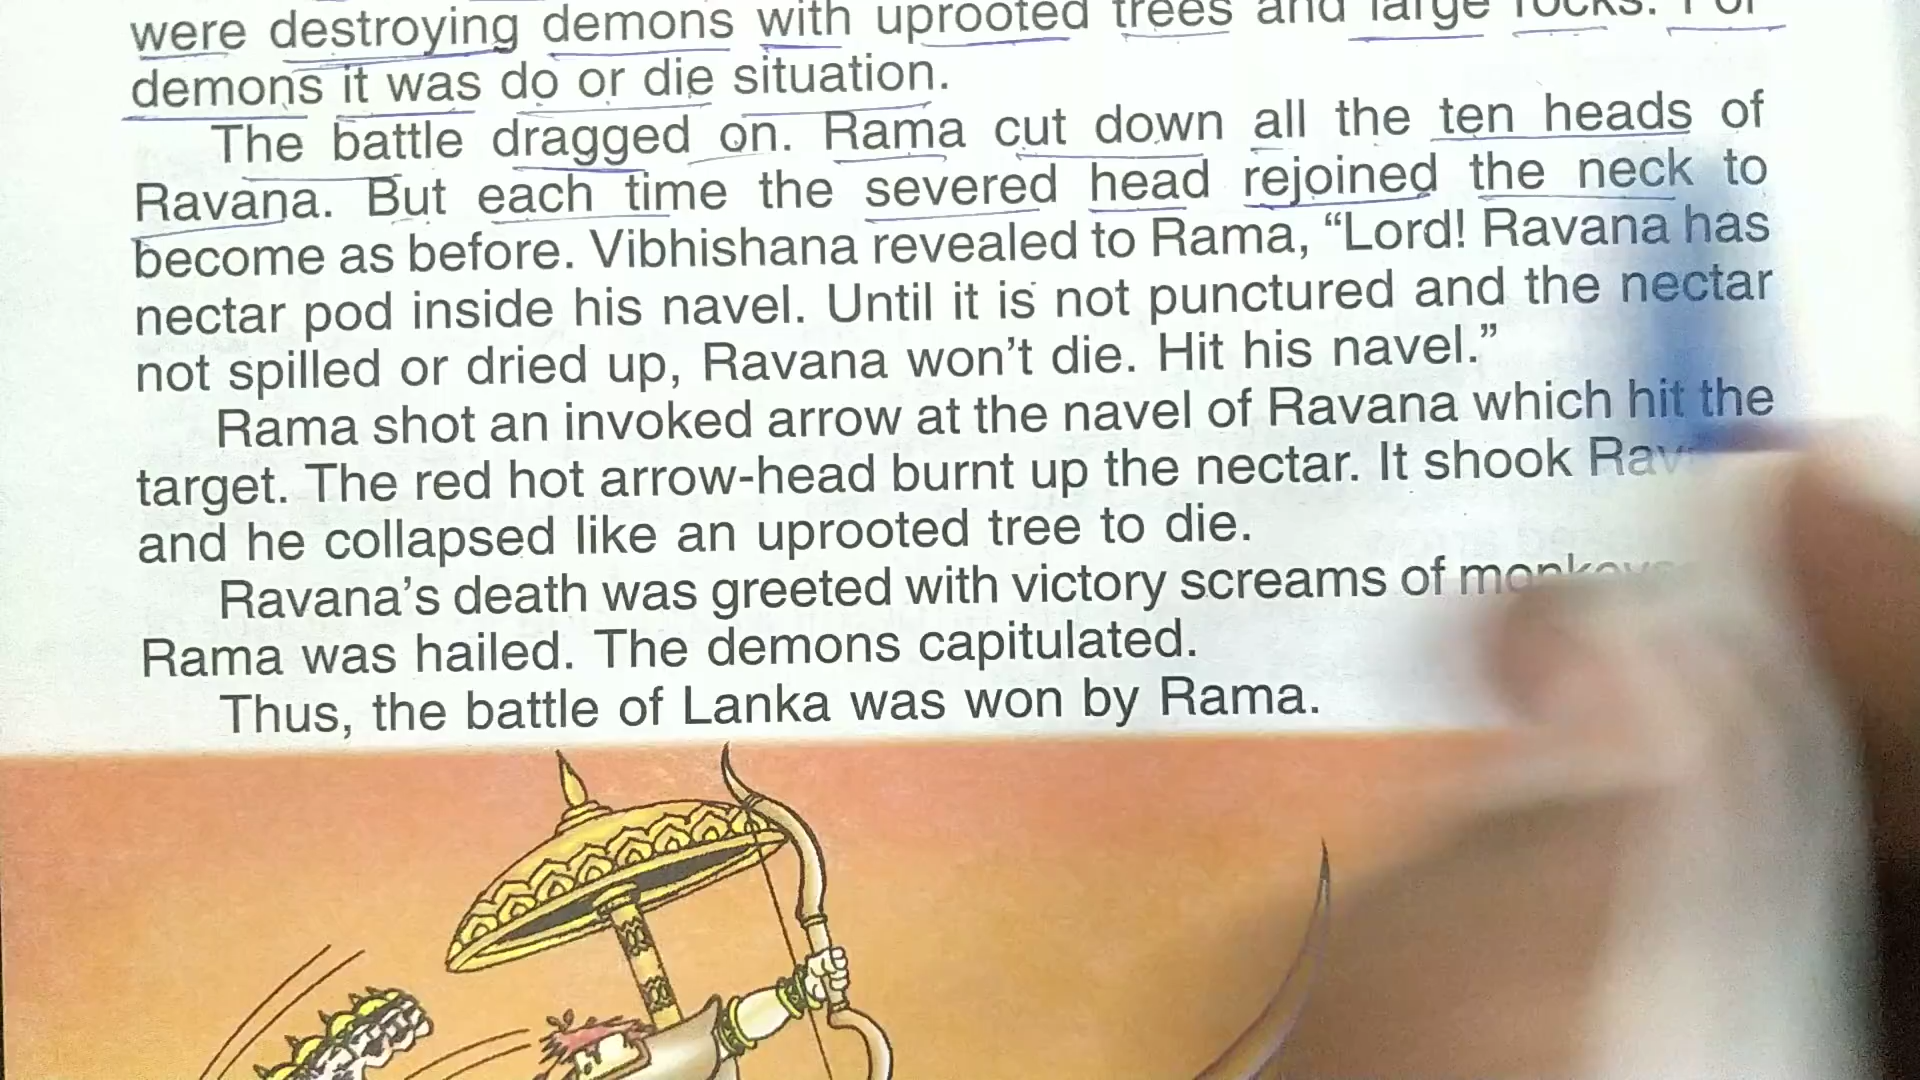 were destroying demons with uprooted trees and large rocks. For
demons it was do or die situation.
The battle dragged on. Rama cut down all the ten heads of
Ravana. But each time the severed head rejoined the neck to
become as before. Vibhishana revealed to Rama, “Lord! Ravana has
nectar pod inside his navel. Until it is not punctured and the nectar
not spilled or dried up, Ravana won’t die. Hit his navel.”
Rama shot an invoked arrow at the navel of Ravana which hit the
target. The red hot arrow-head burnt up the nectar. It shook
and he collapsed like an uprooted tree to die.
Ravana’s death was greeted with victory screams of monkeys
Rama was hailed. The demons capitulated.
Thus, the battle of Lanka was won by Rama.